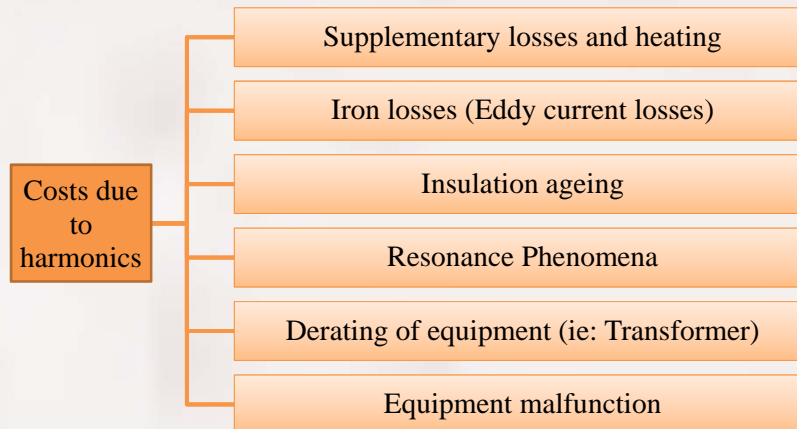 Supplementary losses and heating
Iron losses (Eddy current losses)
Insulation ageing
Costs due
to
harmonics
Resonance Phenomena
Derating of equipment (ie: Transformer)
Equipment malfunction